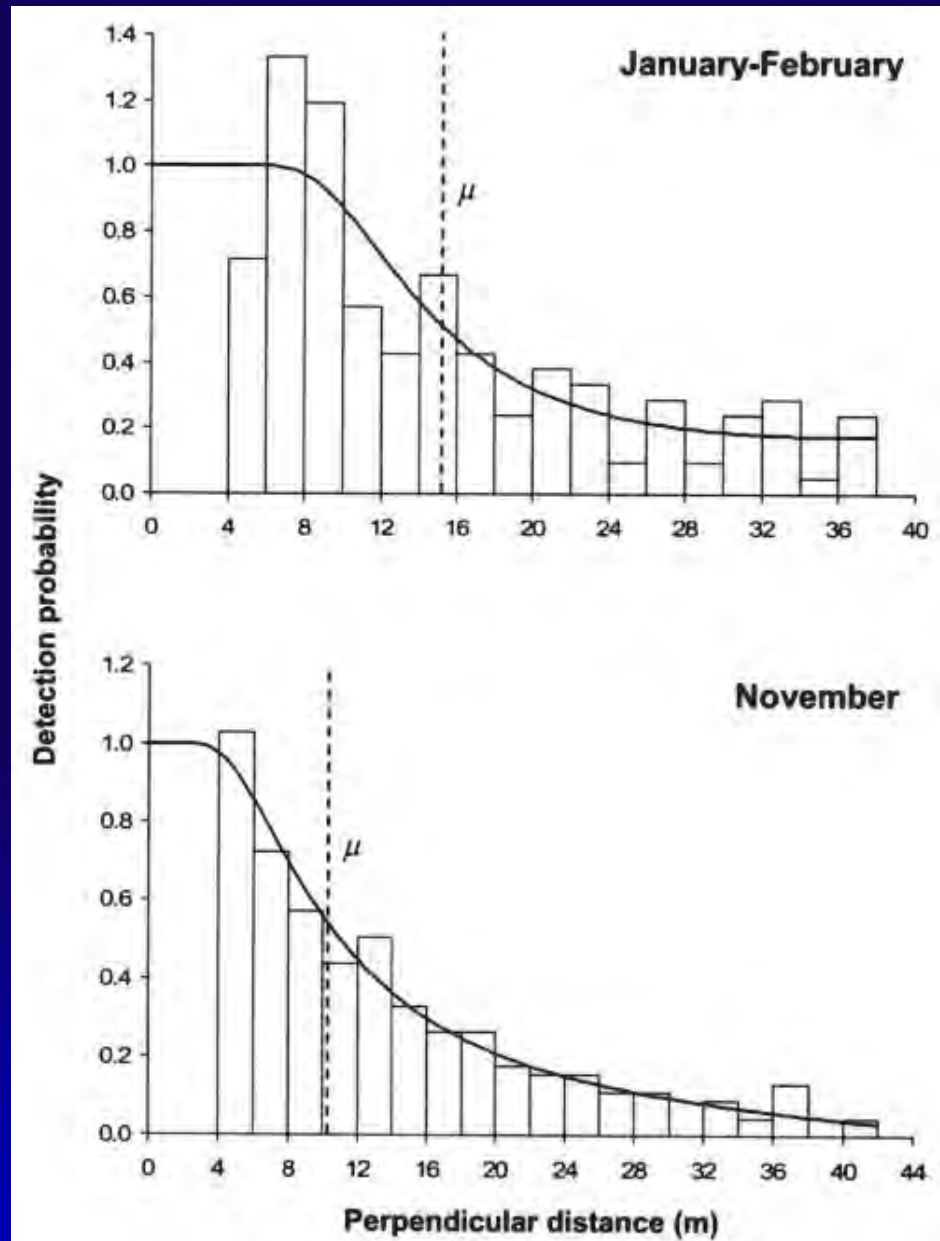 January-February
1.4
1.2
1.0
0.8
0.6
0.4
0.2
0.0
μ
0 4 8 12 16 20 24 28 32 36 40
Detection probability
November
1.2
1.0
0.8
0.6
0.4
0.2
0.0
μ
0 4 8 12 16 20 24 28 32 36 40 44
Perpendicular distance (m)